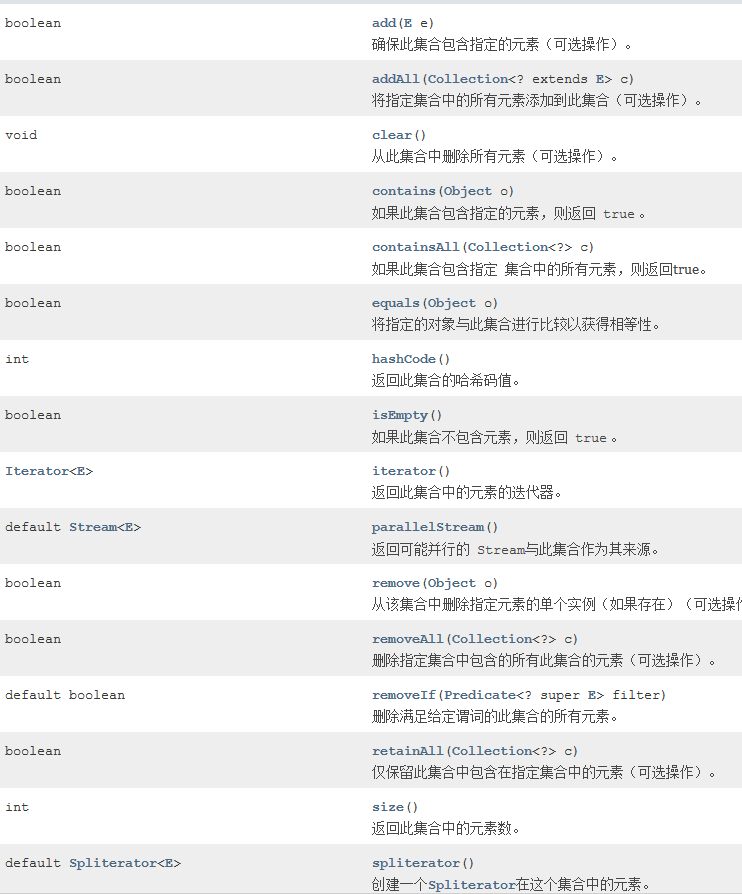 boolean add(E e)
确保此集合包含指定的元素（可选操作）。
boolean addAll(Collection<? extends E> c)
将指定集合中的所有元素添加到此集合（可选操作）。
void clear()
从此集合中删除所有元素（可选操作）。
boolean contains(Object o)
如果此集合包含指定的元素，则返回 true 。
boolean containsAll(Collection<?> c)
如果此集合包含指定 集合中的所有元素，则返回true。
boolean equals(Object o)
将指定的对象与此集合进行比较以获得相等性。
int hashCode()
返回此集合的哈希码值。
boolean isEmpty()
如果此集合不包含元素，则返回 true 。
Iterator<E> iterator()
返回此集合中的元素的迭代器。
default Stream<E> parallelStream()
返回可能并行的 Stream与此集合作为其来源。
boolean remove(Object o)
从该集合中删除指定元素的单个实例（如果存在）（可选操
boolean removeAll(Collection<?> c)
删除指定集合中包含的所有此集合的元素（可选操作）。
default boolean removeIf(Predicate<? super E> filter)
删除满足给定谓词的此集合的所有元素。
boolean retainAll(Collection<?> c)
仅保留此集合中包含在指定集合中的元素（可选操作）。
int size()
返回此集合中的元素数。
default Spliterator<E> spliterator()
创建一个Spliterator在这个集合中的元素。